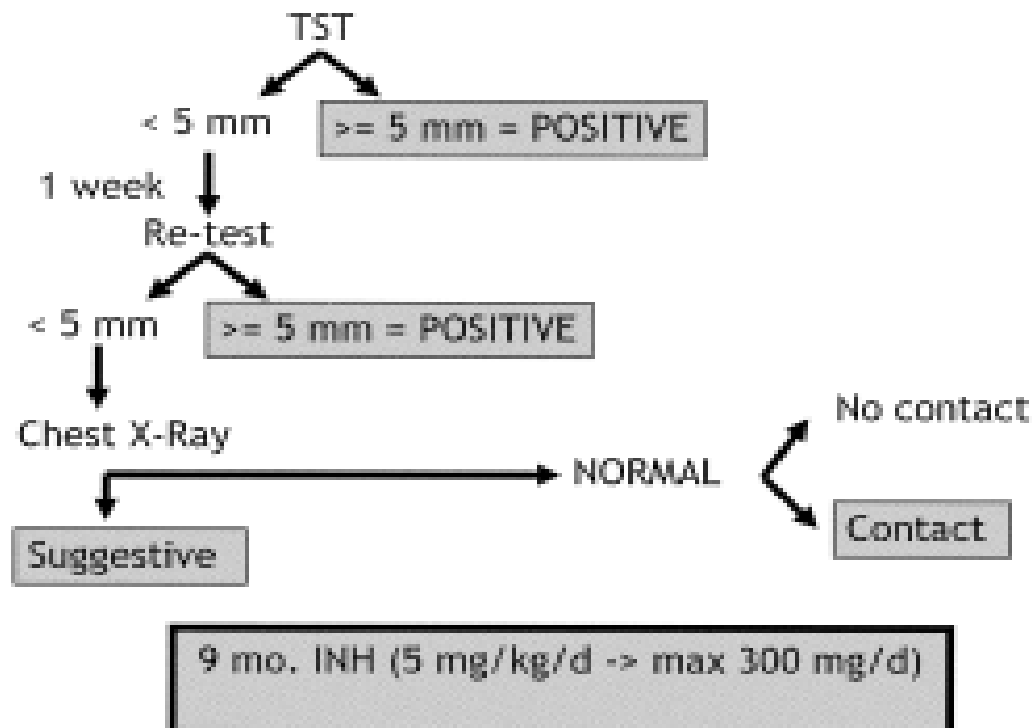 TST
< 5 mm
>= 5 mm = POSITIVE
1 week
Re-test
< 5 mm
>= 5 mm = POSITIVE
Chest X-Ray
No contact
NORMAL
Contact
Suggestive
9 mo. INH (5 mg/kg/d -> max 300 mg/d)